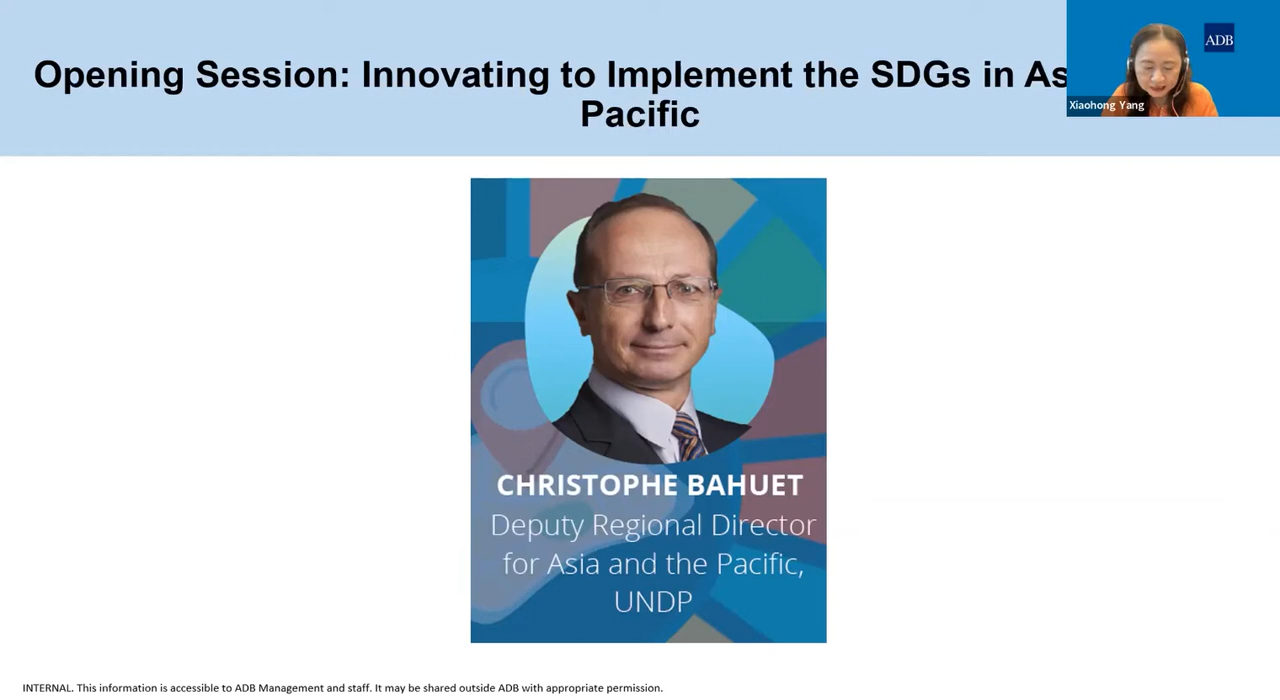 Opening Session: Innovating to Implement the SDGs in As
Pacific
ADB
Xiaohong Yang
CHRISTOPHE BAHUET
Deputy Regional Director
for Asia and the Pacific,
UNDP
INTERNAL. This information is accessible to ADB Management and staff. It may be shared outside ADB with appropriate permission.